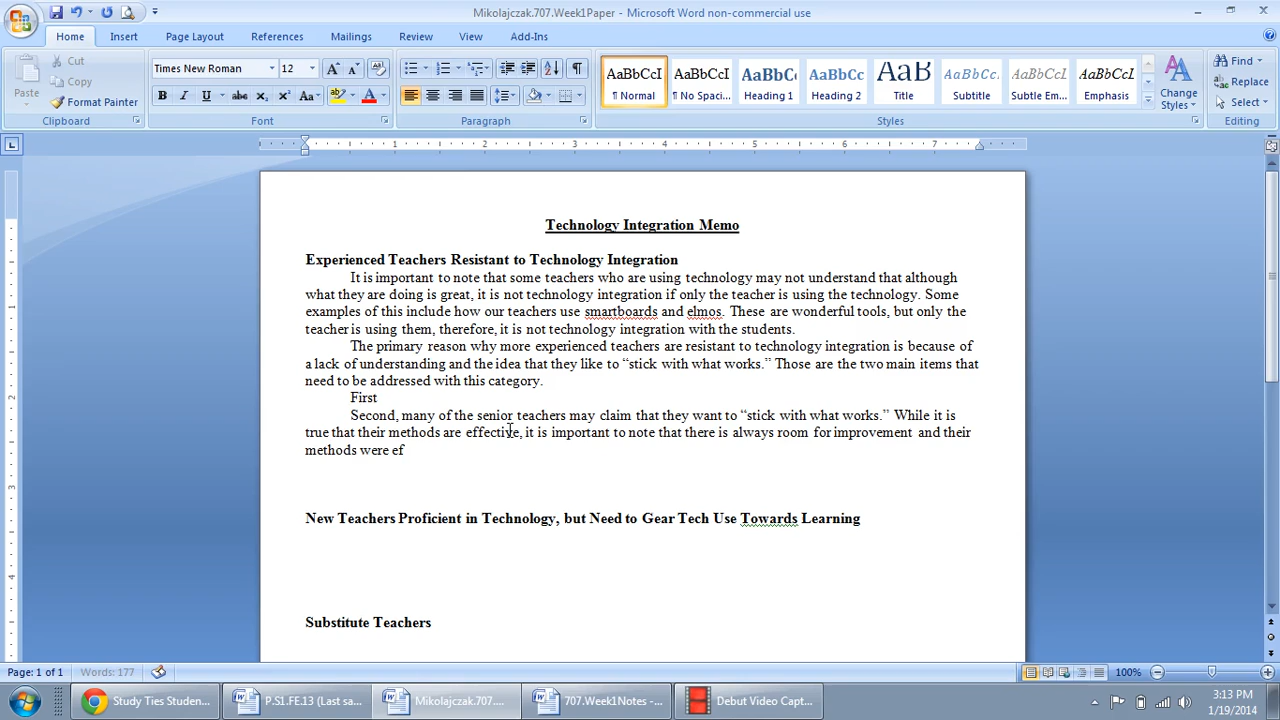 Mikolajczak.707.Week1Paper - Microsoft Word non-commercial use
Home Insert Page Layout References Mailings Review View Add-Ins
Paste
Cut
Copy
Format Painter
Clipboard
Times New Roman 12
Font
Paragraph
AaBbCcI AaBbCcI AaBbCc AaBbCc AaB AaBbCcI AaBbCcI AaBbCcI
¶ Normal ¶ No Spaci... Heading 1 Heading 2 Title Subtitle Subtle Em... Emphasis
Change Styles
Styles
Find
Replace
Select
Editing
1 2 3 4 5 6 7
Technology Integration Memo
Experienced Teachers Resistant to Technology Integration
It is important to note that some teachers who are using technology may not understand that although
what they are doing is great, it is not technology integration if only the teacher is using the technology. Some
examples of this include how our teachers use smartboards and elmos. These are wonderful tools, but only the
teacher is using them, therefore, it is not technology integration with the students.
The primary reason why more experienced teachers are resistant to technology integration is because of
a lack of understanding and the idea that they like to “stick with what works.” Those are the two main items that
need to be addressed with this category.
First
Second, many of the senior teachers may claim that they want to “stick with what works.” While it is
true that their methods are effective, it is important to note that there is always room for improvement and their
methods were ef
New Teachers Proficient in Technology, but Need to Gear Tech Use Towards Learning
Substitute Teachers
1
2
3
4
Page: 1 of 1 Words: 177 100%
Study Ties Studen... P.S1.FE.13 (Last sa... Mikolajczak.707.... 707.Week1Notes -... Debut Video Capt...
3:13 PM
1/19/2014